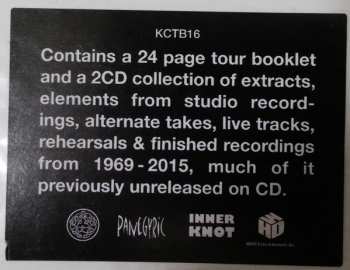 KCTB16
Contains a 24 page tour booklet
and a 2CD collection of extracts,
elements from studio record-
ings, alternate takes, live tracks,
rehearsals & finished recordings
from 1969 - 2015, much of it
previously unreleased on CD.
PANEGYRIC
INNER
KNOT